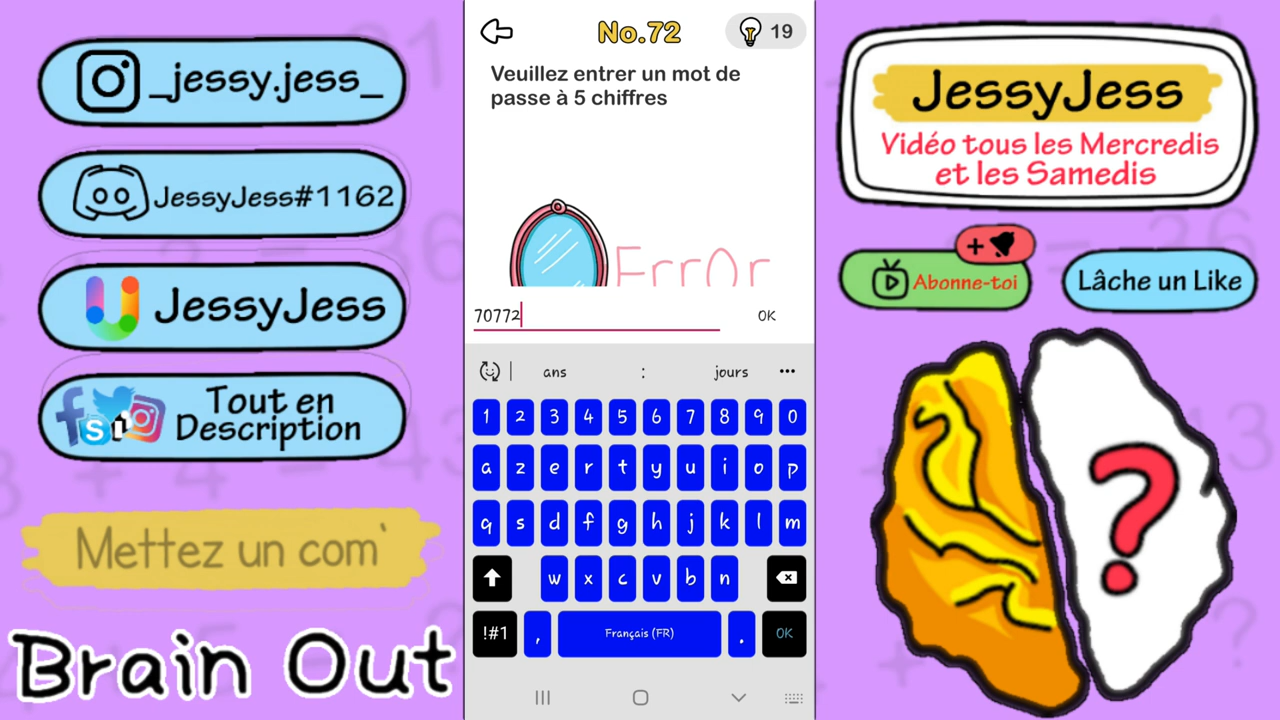 _jessy.jess_
JessyJess#1162
JessyJess
Tout en
Description
Mettez un com`
Brain Out
No.72
19
Veuillez entrer un mot de
passe à 5 chiffres
Error
70772
OK
ans : jours
1 2 3 4 5 6 7 8 9 0
a z e r t y u i o p
q s d f g h j k l m
w x c v b n
!#1 , Français (FR) . OK
JessyJess
Vidéo tous les Mercredis
et les Samedis
+
Abonne-toi
Lâche un Like
?